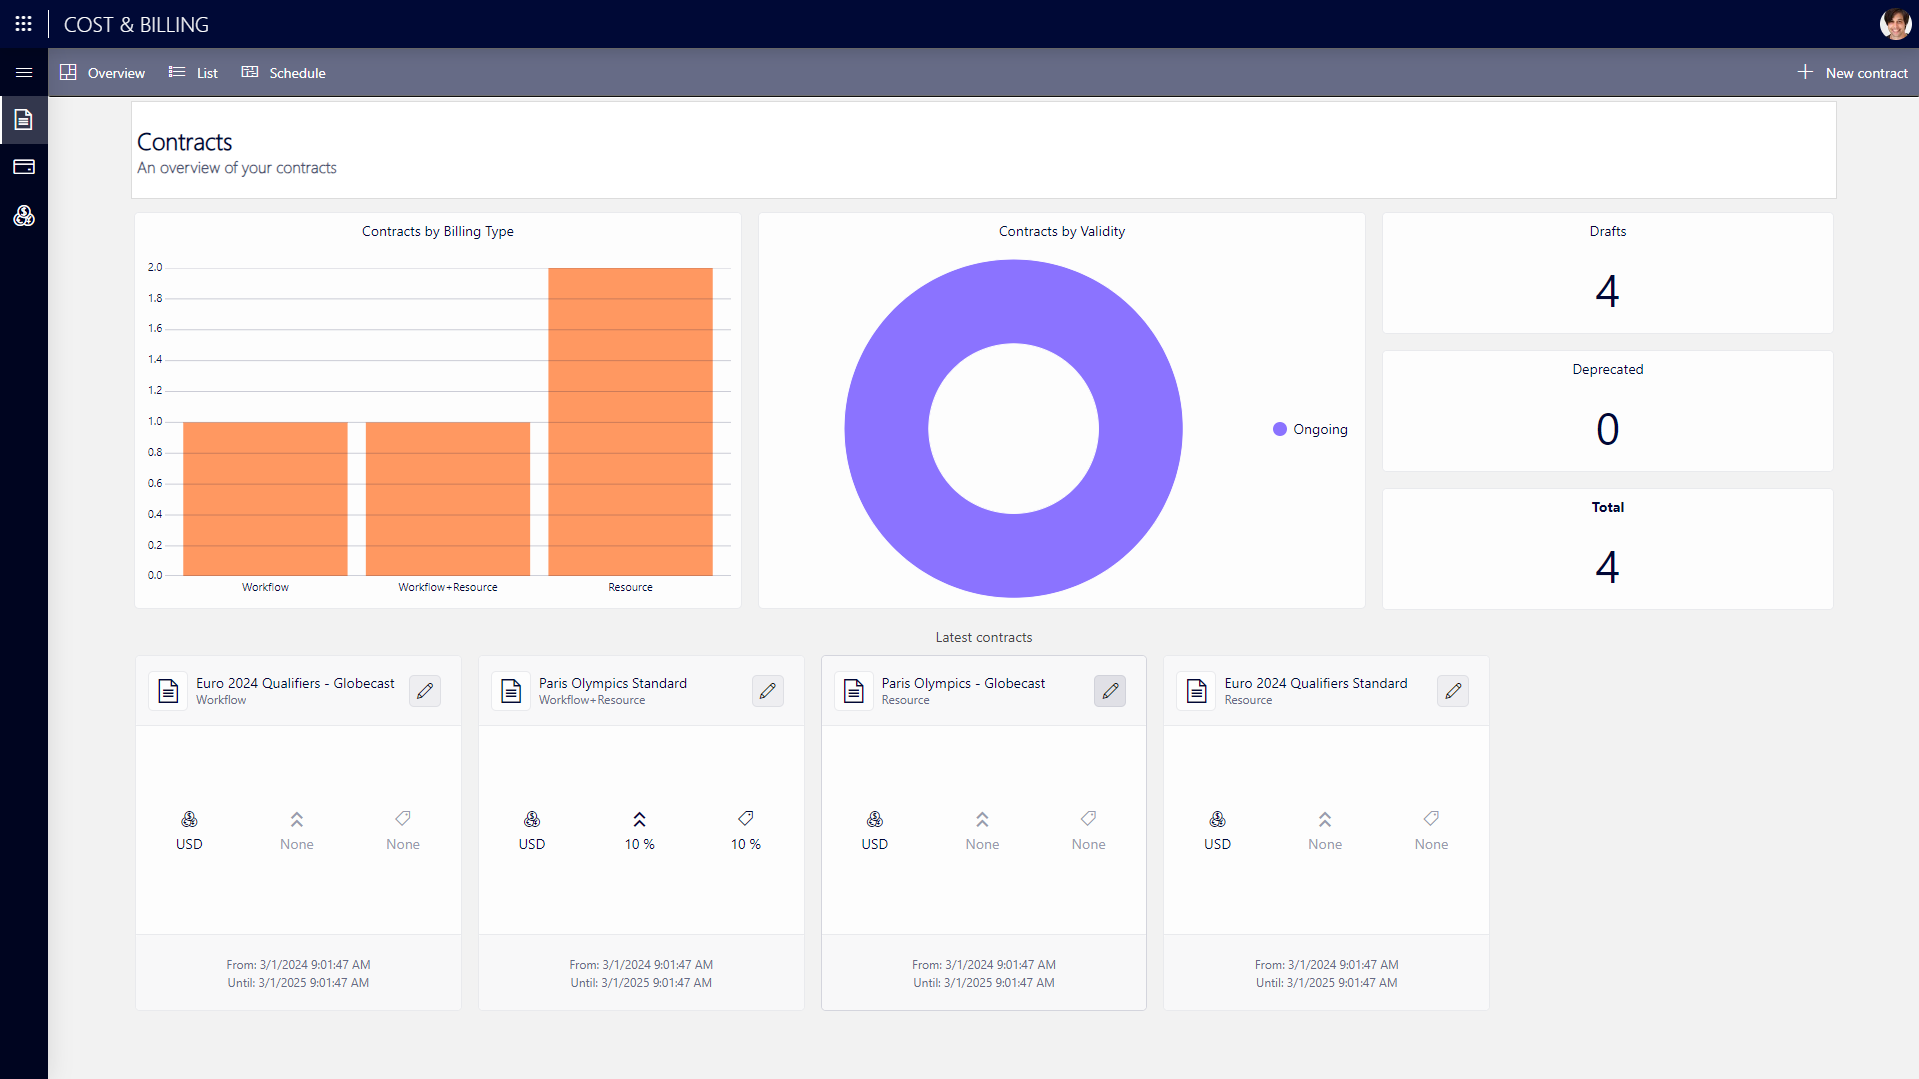 COST & BILLING
Overview
List
Schedule
New contract
Contracts
An overview of your contracts
Contracts by Billing Type
2.0
1.8
1.6
1.4
1.2
1.0
0.8
0.6
0.4
0.2
0.0
Workflow
Workflow+Resource
Resource
Contracts by Validity
Ongoing
Drafts
4
Deprecated
0
Total
4
Latest contracts
Euro 2024 Qualifiers - Globecast
Workflow
USD
None
None
From: 3/1/2024 9:01:47 AM
Until: 3/1/2025 9:01:47 AM
Paris Olympics Standard
Workflow+Resource
USD
10 %
10 %
From: 3/1/2024 9:01:47 AM
Until: 3/1/2025 9:01:47 AM
Paris Olympics - Globecast
Resource
USD
None
None
From: 3/1/2024 9:01:47 AM
Until: 3/1/2025 9:01:47 AM
Euro 2024 Qualifiers Standard
Resource
USD
None
None
From: 3/1/2024 9:01:47 AM
Until: 3/1/2025 9:01:47 AM